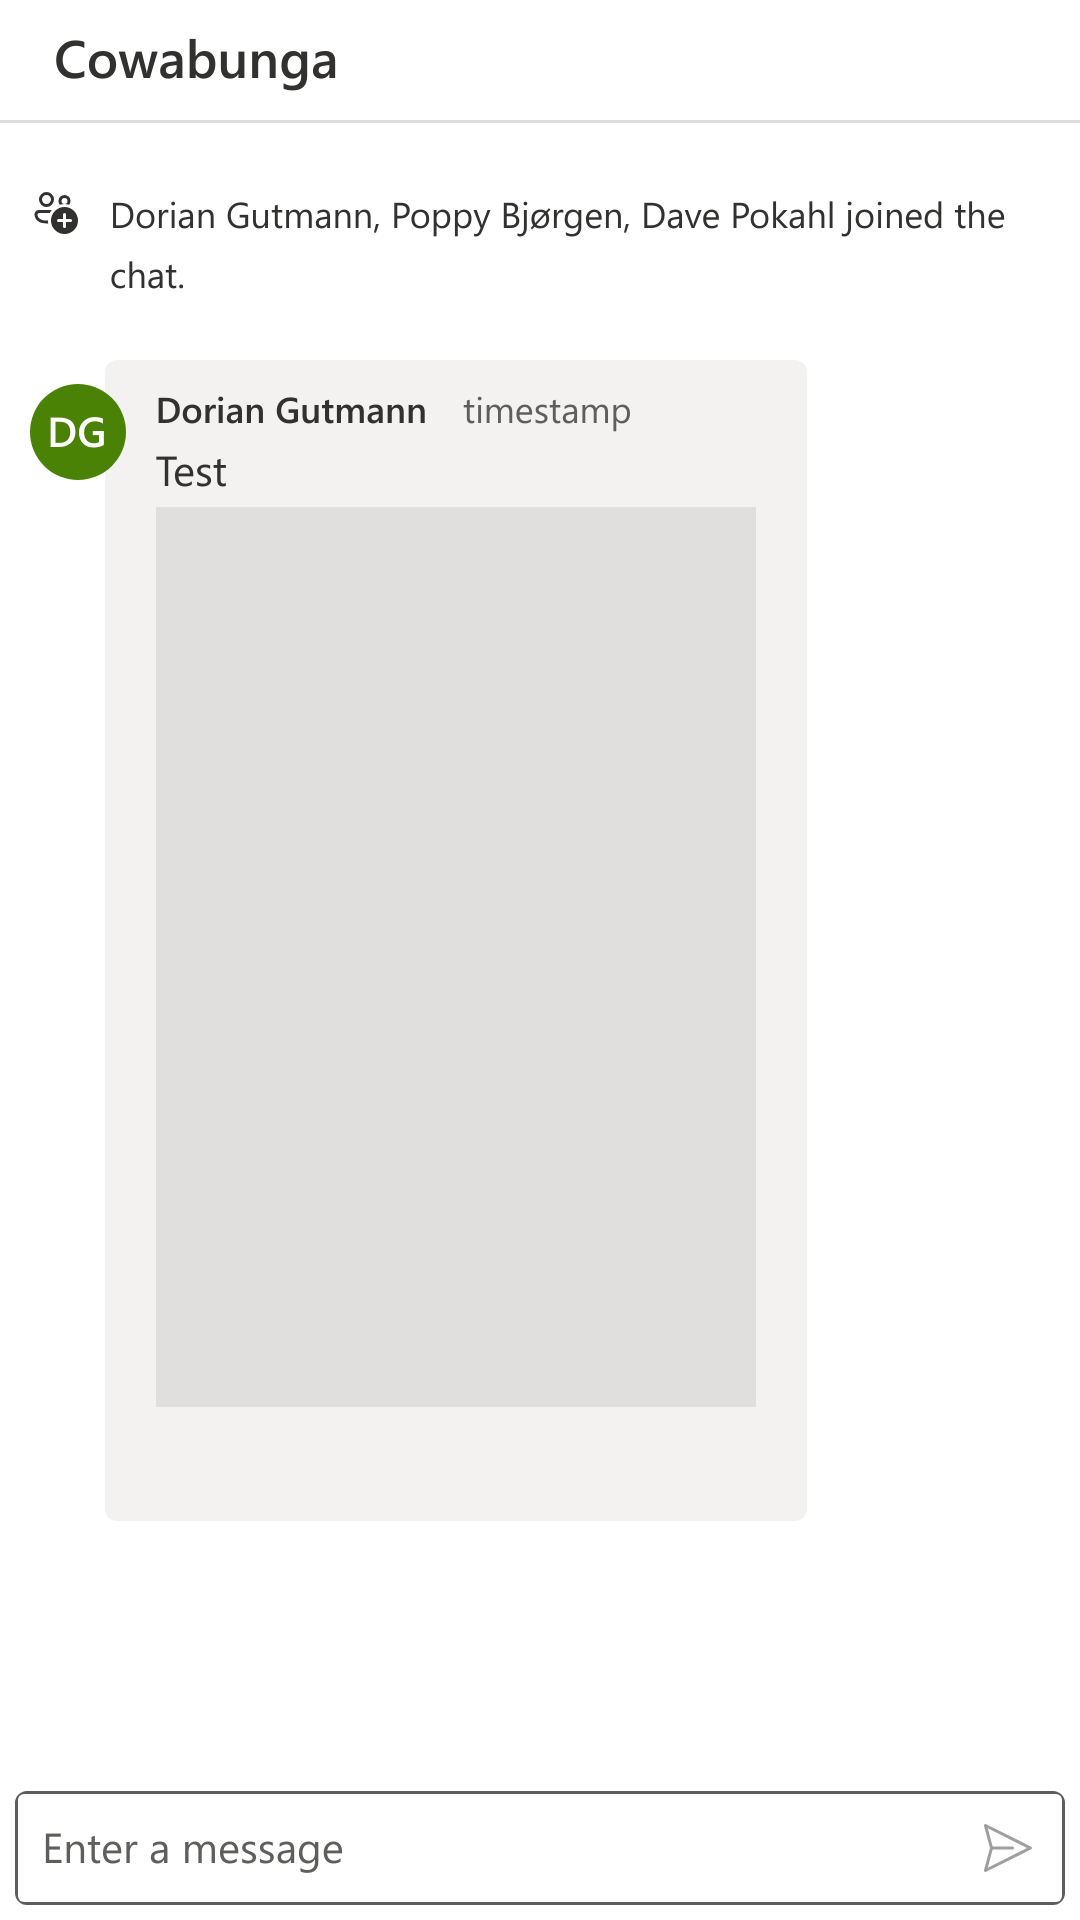 Cowabunga
Dorian Gutmann, Poppy Bjørgen, Dave Pokahl joined the
chat.
DG
Dorian Gutmann timestamp
Test
Enter a message